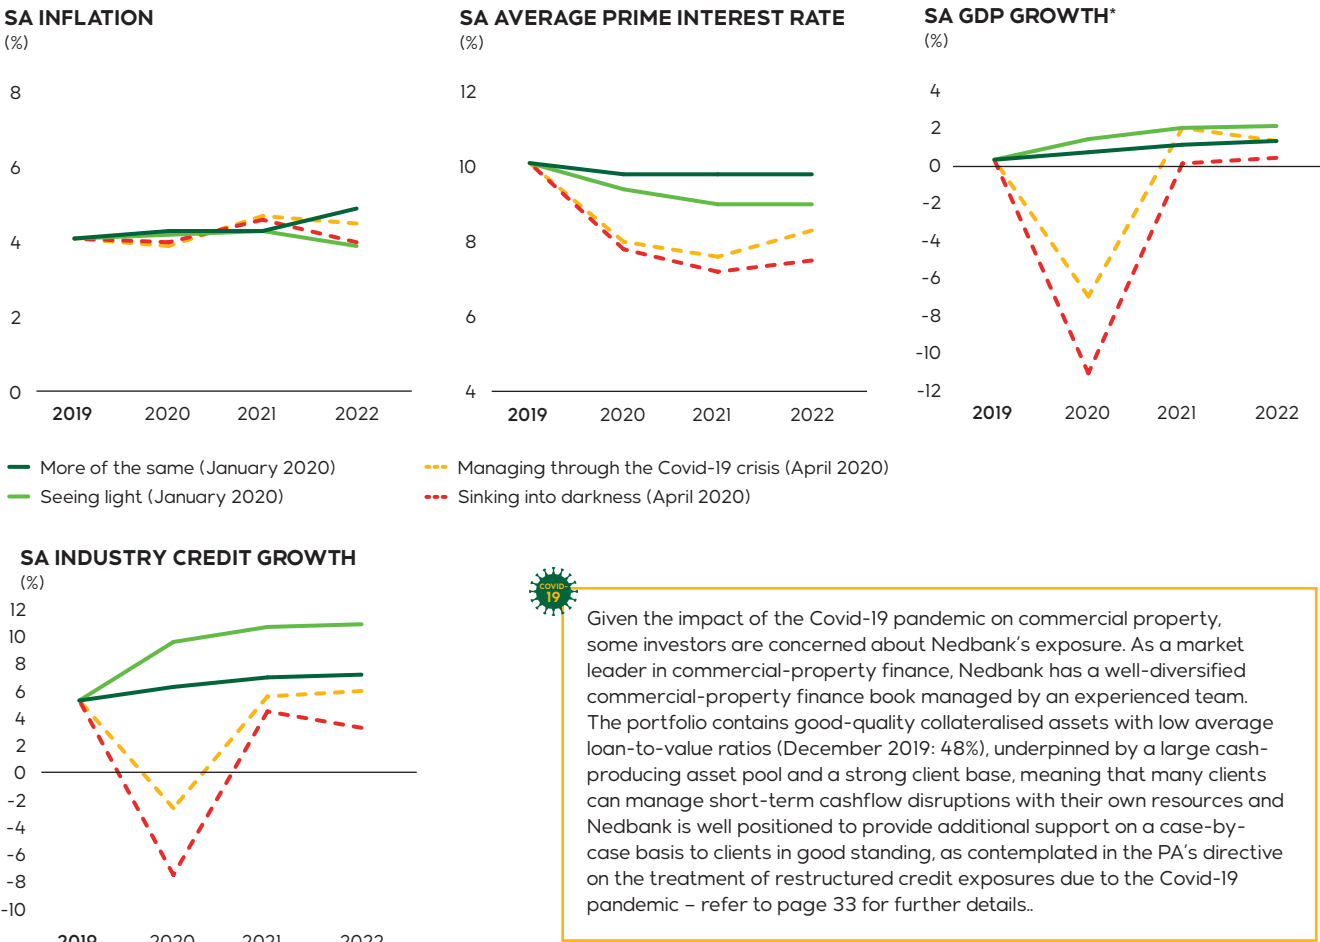 SA INFLATION
(%)
8
6
4
2
0
2019 2020 2021 2022
SA AVERAGE PRIME INTEREST RATE
(%)
12
10
8
6
4
2019 2020 2021 2022
SA GDP GROWTH*
(%)
4
2
0
-2
-4
-6
-8
-10
-12
2019 2020 2021 2022
More of the same (January 2020)
Seeing light (January 2020)
Managing through the Covid-19 crisis (April 2020)
Sinking into darkness (April 2020)
SA INDUSTRY CREDIT GROWTH
(%)
12
10
8
6
4
2
0
-2
-4
-6
-8
-10
2019 2020 2021 2022
COVID-
19
Given the impact of the Covid-19 pandemic on commercial property,
some investors are concerned about Nedbank's exposure. As a market
leader in commercial-property finance, Nedbank has a well-diversified
commercial-property finance book managed by an experienced team.
The portfolio contains good-quality collateralised assets with low average
loan-to-value ratios (December 2019: 48%), underpinned by a large cash-
producing asset pool and a strong client base, meaning that many clients
can manage short-term cashflow disruptions with their own resources and
Nedbank is well positioned to provide additional support on a case-by-
case basis to clients in good standing, as contemplated in the PA's directive
on the treatment of restructured credit exposures due to the Covid-19
pandemic – refer to page 33 for further details..